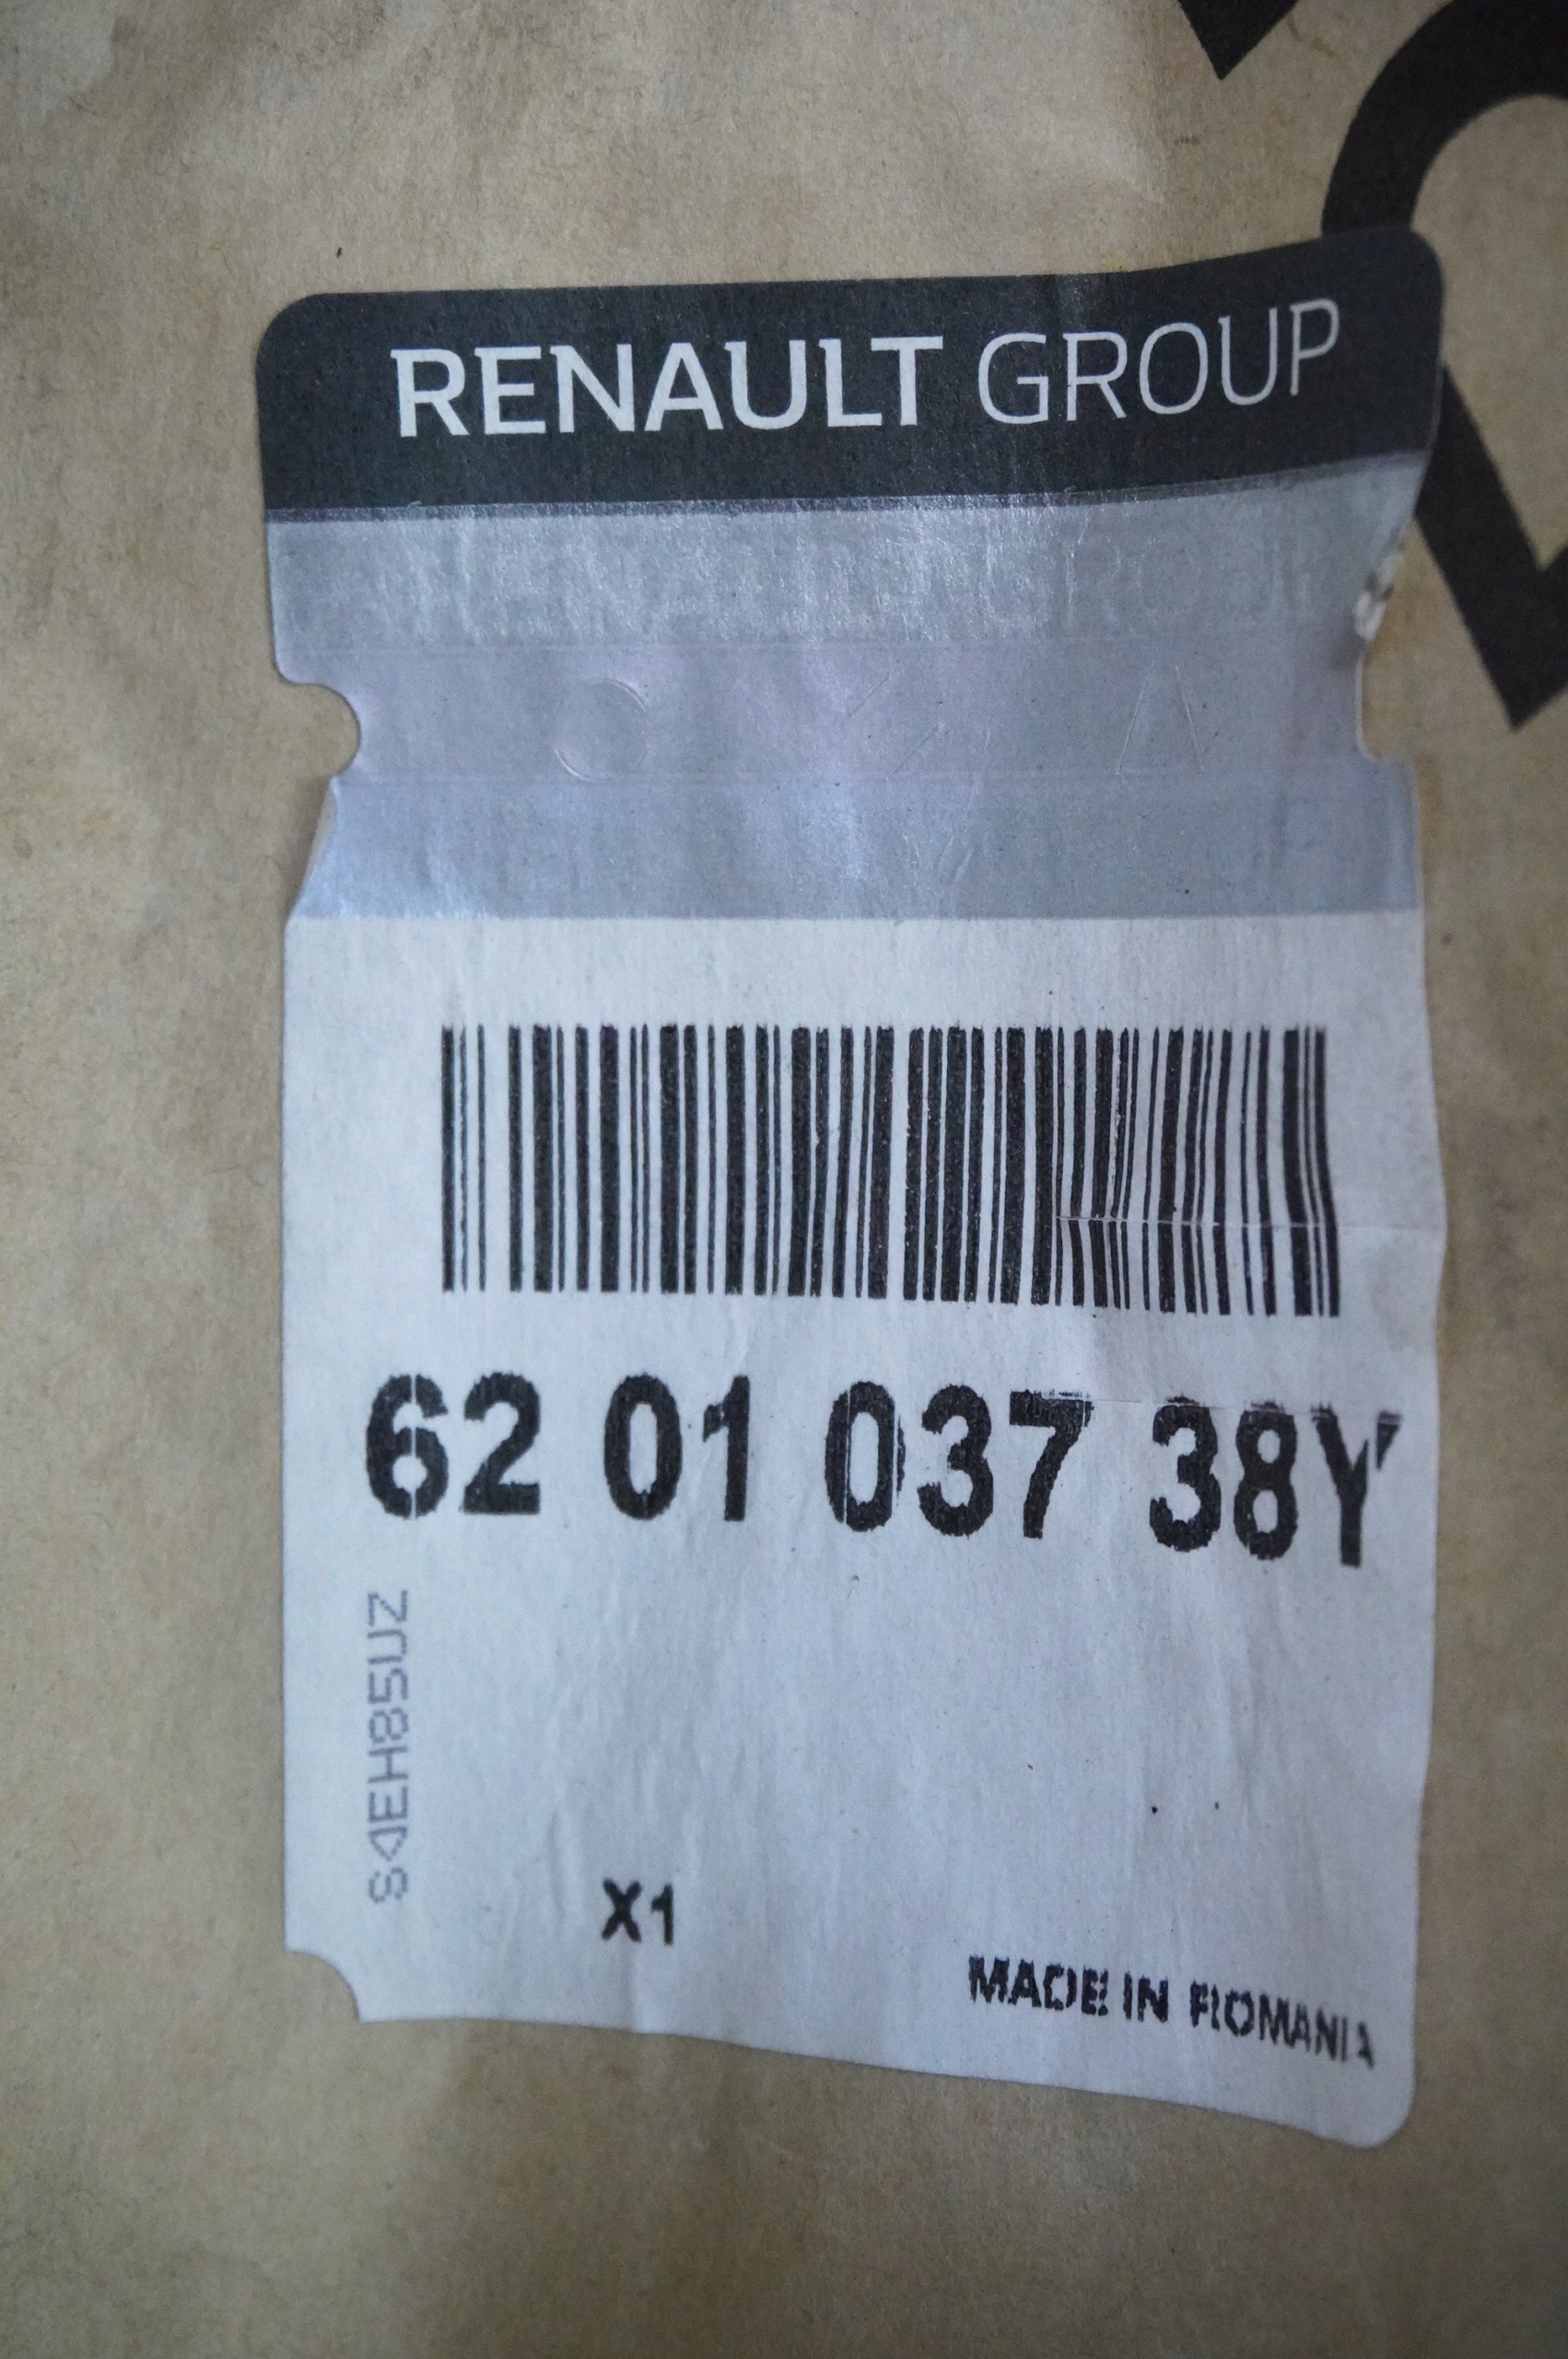 RENAULT GROUP
62 01 037 38Y
S4EH85UZ
X1
MADE IN ROMANIA